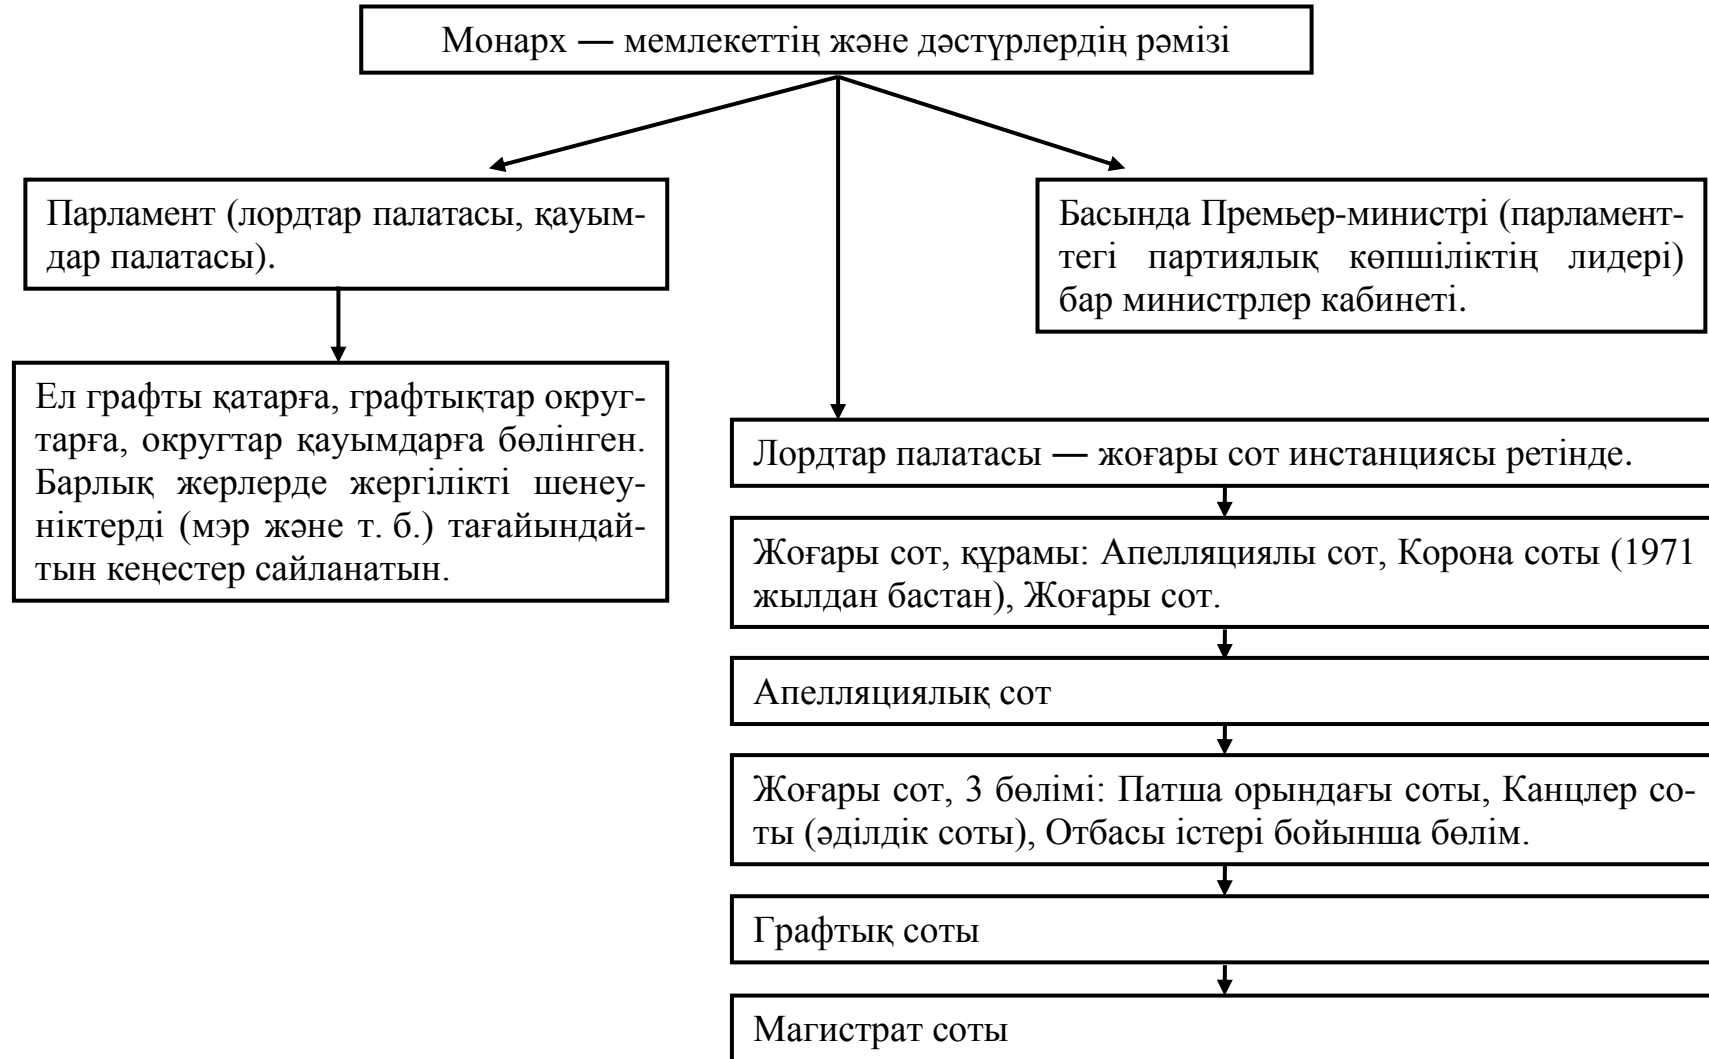 Монарх — мемлекеттің және дәстүрлердің рәмізі
Парламент (лордтар палатасы, қауым-
дар палатасы).
Басында Премьер-министрі (парламент-
тегі партиялық көпшіліктің лидері)
бар министрлер кабинеті.
Ел графты қатарға, графтықтар округ-
тарға, округтар қауымдарға бөлінген.
Барлық жерлерде жергілікті шенеу-
ніктерді (мэр және т. б.) тағайындай-
тын кеңестер сайланатын.
Лордтар палатасы — жоғары сот инстанциясы ретінде.
Жоғары сот, құрамы: Апелляциялы сот, Корона соты (1971
жылдан бастан), Жоғары сот.
Апелляциялық сот
Жоғары сот, 3 бөлімі: Патша орындағы соты, Канцлер со-
ты (әділдік соты), Отбасы істері бойынша бөлім.
Графтық соты
Магистрат соты